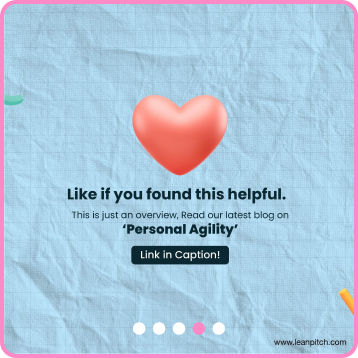 Like if you found this helpful.
This is just an overview, Read our latest blog on
‘Personal Agility’
Link in Caption!
www.leanpitch.com